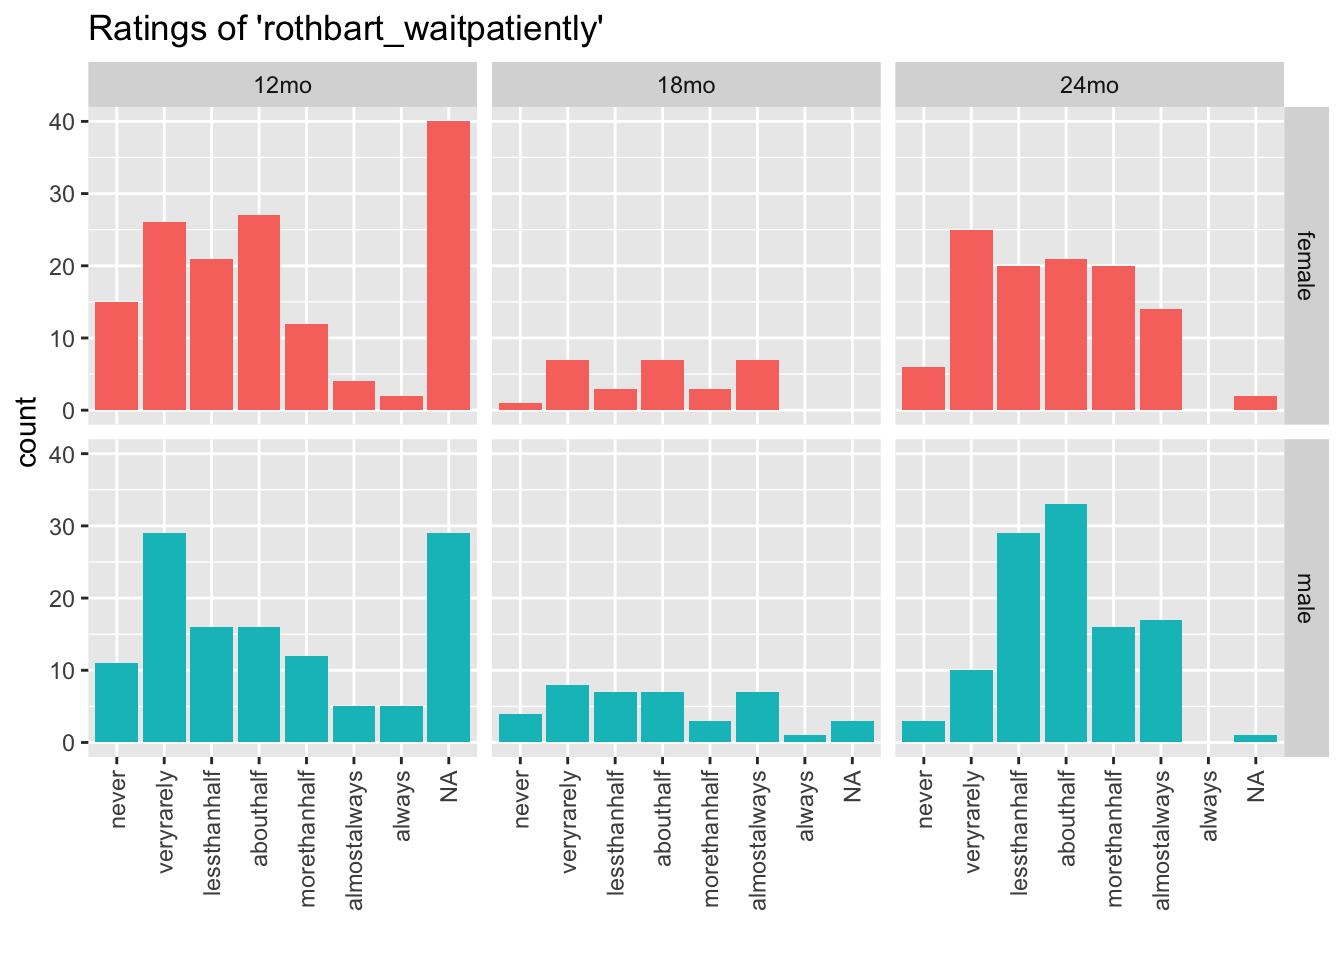 Ratings of 'rothbart_waitpatiently'
12mo 18mo 24mo
count
40
30
20
10
0
female
40
30
20
10
0
male
never veryrarely lessthanhalf abouthalf morethanhalf almostalways always NA never veryrarely lessthanhalf abouthalf morethanhalf almostalways always NA never veryrarely lessthanhalf abouthalf morethanhalf almostalways always NA